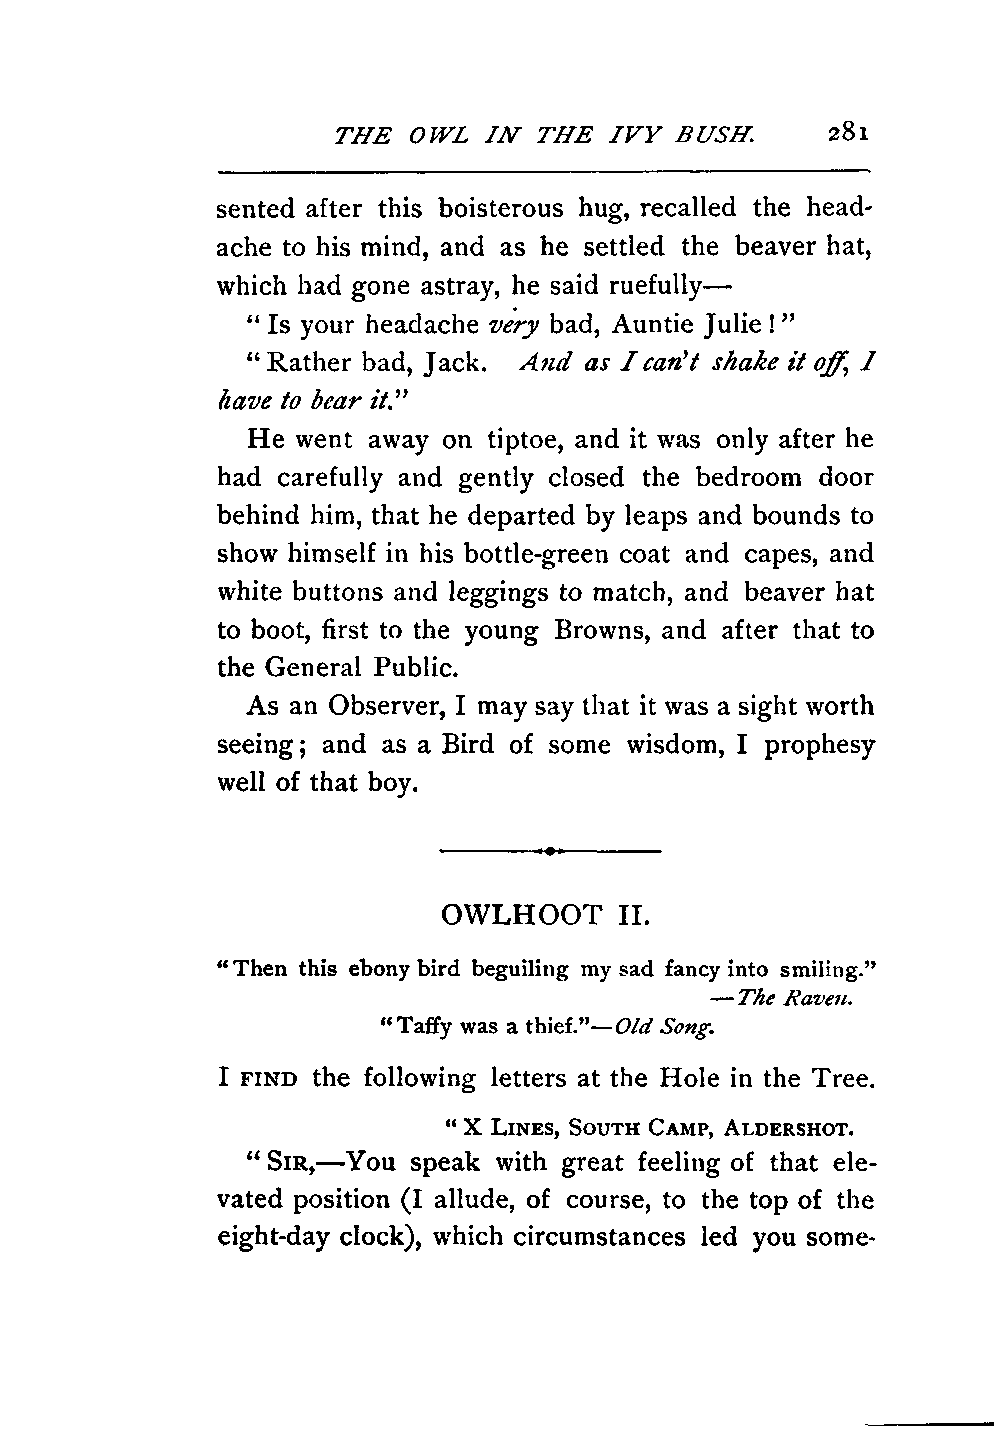 THE OWL IN THE IVY BUSH. 281
sented after this boisterous hug, recalled the head-
ache to his mind, and as he settled the beaver hat,
which had gone astray, he said ruefully—
“Is your headache very bad, Auntie Julie!”
“Rather bad, Jack. And as I can't shake it off, I
have to bear it.”
He went away on tiptoe, and it was only after he
had carefully and gently closed the bedroom door
behind him, that he departed by leaps and bounds to
show himself in his bottle-green coat and capes, and
white buttons and leggings to match, and beaver hat
to boot, first to the young Browns, and after that to
the General Public.
As an Observer, I may say that it was a sight worth
seeing; and as a Bird of some wisdom, I prophesy
well of that boy.
OWLHOOT II.
“Then this ebony bird beguiling my sad fancy into smiling.”
—The Raven.
“Taffy was a thief.”—Old Song.
I FIND the following letters at the Hole in the Tree.
“X LINES, SOUTH CAMP, ALDERSHOT.
“SIR,—You speak with great feeling of that ele-
vated position (I allude, of course, to the top of the
eight-day clock), which circumstances led you some-